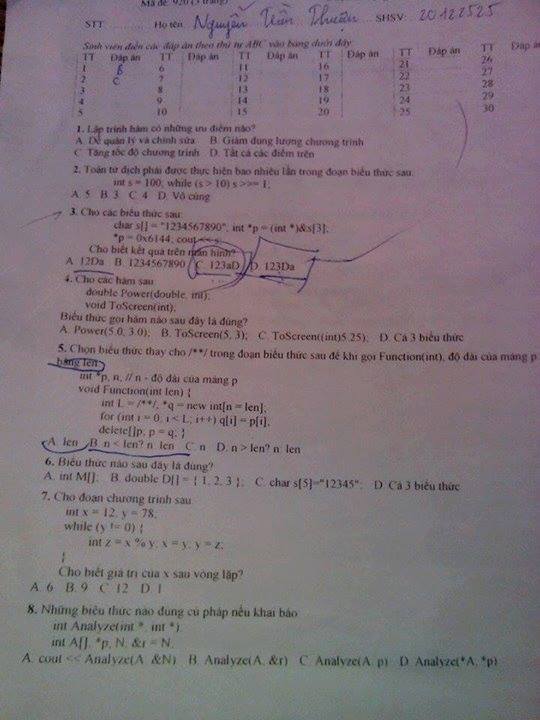 Mã đề: 920 (3 trang)
STT Họ tên Nguyễn Tiến Thuận SHSV: 20122525
Sinh viên điền các đáp án theo thứ tự ABC vào bảng dưới đây
TT Đáp án TT Đáp án TT Đáp án TT Đáp án TT Đáp án TT Đáp
1 B 6 11 16 21 26
2 C 7 12 17 22 27
3 8 13 18 23 28
4 9 14 19 24 29
5 10 15 20 25 30
1. Lập trình hàm có những ưu điểm nào?
A. Dễ quản lý và chỉnh sửa B. Giảm dung lượng chương trình
C. Tăng tốc độ chương trình D. Tất cả các điểm trên
2. Toán tử dịch phải được thực hiện bao nhiêu lần trong đoạn biểu thức sau:
int s = 100; while (s > 10) s >>= 1;
A. 5 B. 3 C. 4 D. Vô cùng
3. Cho các biểu thức sau:
char s[] = "1234567890", int *p = (int *)&s[3];
*p = 0x6144; cout << s;
Cho biết kết quả trên màn hình?
A. 12Da B. 1234567890 C. 123aD D. 123Da
4. Cho các hàm sau:
double Power(double, int);
void ToScreen(int);
Biểu thức gọi hàm nào sau đây là đúng?
A. Power(5.0, 3.0); B. ToScreen(5, 3); C. ToScreen((int)5.25); D. Cả 3 biểu thức
5. Chọn biểu thức thay cho /**/ trong đoạn biểu thức sau để khi gọi Function(int), độ dài của mảng p
bằng len
int *p, n, // n - độ dài của mảng p
void Function(int len) {
int L = /**/, *q = new int[n = len];
for (int i = 0; i < L; i++) q[i] = p[i];
delete[]p; p = q; }
A. len B. n < len? n: len C. n D. n > len? n: len
6. Biểu thức nào sau đây là đúng?
A. int M[]; B. double D[] = { 1, 2, 3 }; C. char s[5]="12345"; D. Cả 3 biểu thức
7. Cho đoạn chương trình sau:
int x = 12, y = 78;
while (y != 0) {
int z = x % y; x = y; y = z;
}
Cho biết giá trị của x sau vòng lặp?
A. 6 B. 9 C. 12 D. 1
8. Những biểu thức nào đúng cú pháp nếu khai báo
int Analyze(int *, int *)
int A[], *p, N, &r = N;
A. cout << Analyze(A, &N) B. Analyze(A, &r) C. Analyze(A, p) D. Analyze(*A, *p)